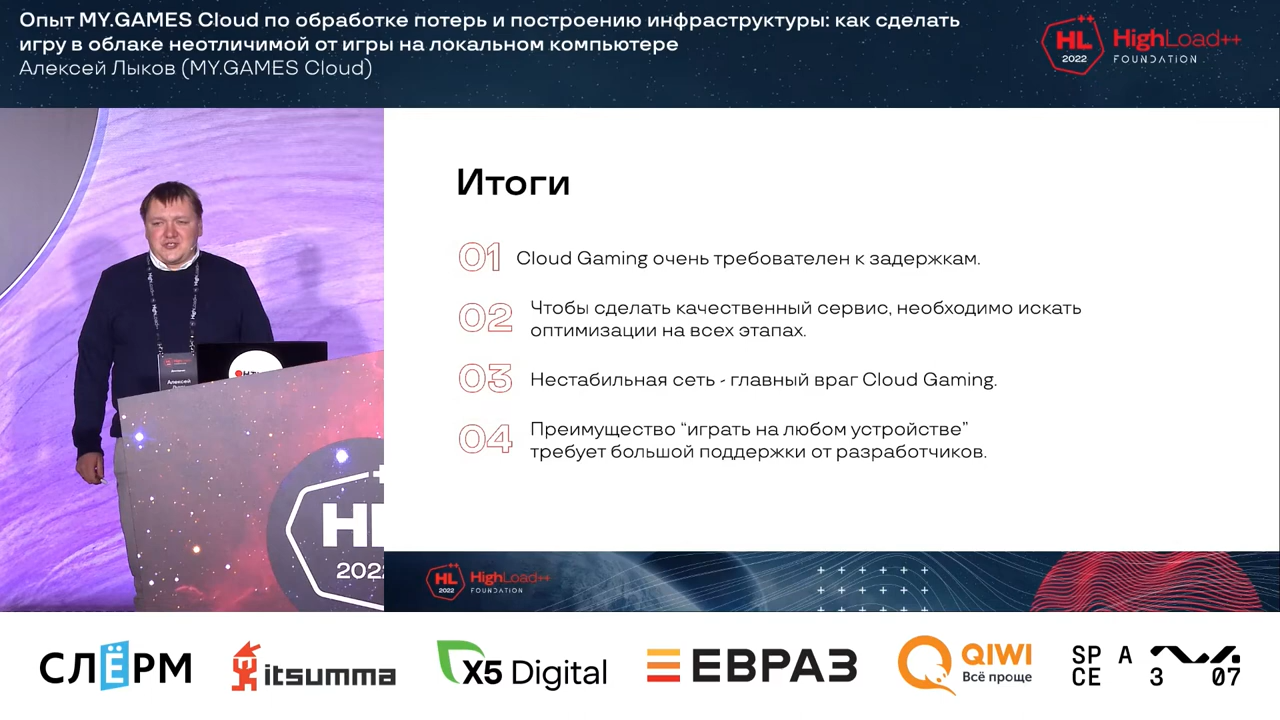 Опыт MY.GAMES Cloud по обработке потерь и построению инфраструктуры: как сделать
игру в облаке неотличимой от игры на локальном компьютере
Алексей Лыков (MY.GAMES Cloud)
HL
2022
HighLoad++
FOUNDATION
Итоги
01 Cloud Gaming очень требователен к задержкам.
02 Чтобы сделать качественный сервис, необходимо искать
оптимизации на всех этапах.
03 Нестабильная сеть - главный враг Cloud Gaming.
04 Преимущество “играть на любом устройстве”
требует большой поддержки от разработчиков.
Алексей
HL
2022
HighLoad++
FOUNDATION
СЛЁРМ
itsumma
X5 Digital
ЕВРАЗ
QIWI
Всё проще
SP A
CE 3 07